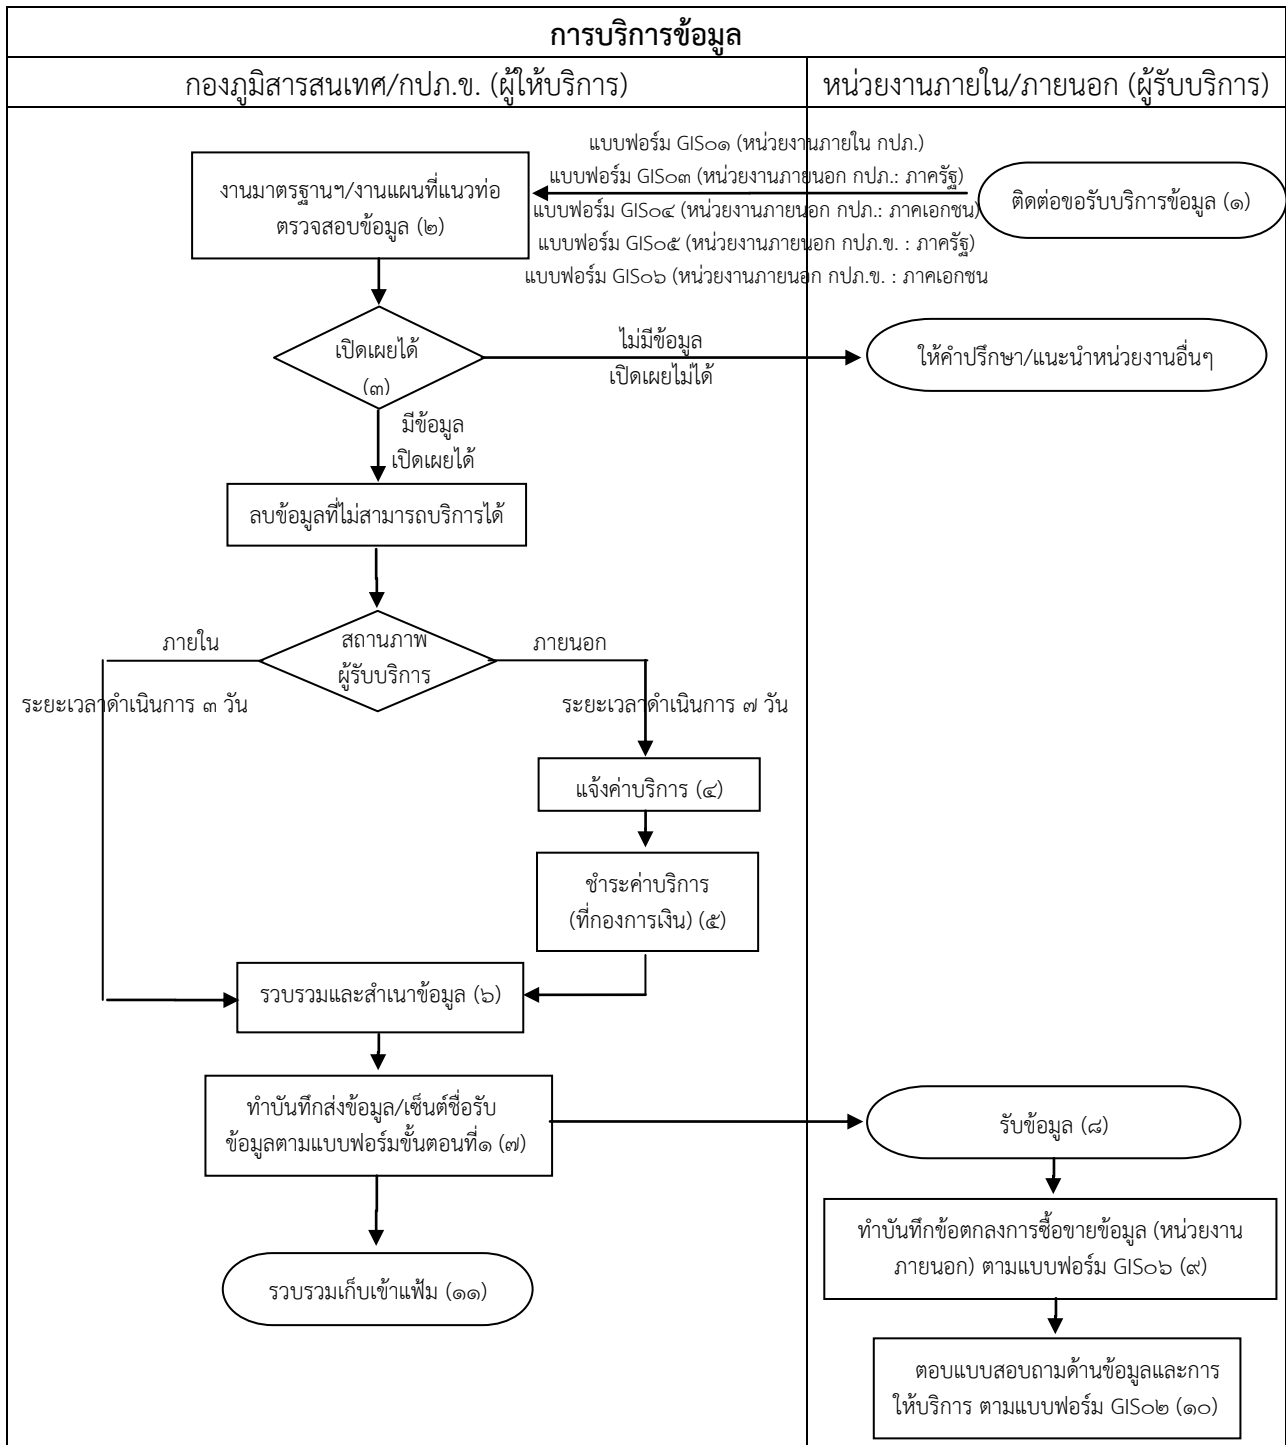 การบริการข้อมูล
กองภูมิสารสนเทศ/กปภ.ข. (ผู้ให้บริการ)
หน่วยงานภายใน/ภายนอก (ผู้รับบริการ)
แบบฟอร์ม GIS๐๑ (หน่วยงานภายใน กปภ.)
แบบฟอร์ม GIS๐๓ (หน่วยงานภายนอก กปภ.: ภาครัฐ)
แบบฟอร์ม GIS๐๔ (หน่วยงานภายนอก กปภ.: ภาคเอกชน)
แบบฟอร์ม GIS๐๕ (หน่วยงานภายนอก กปภ.ข. : ภาครัฐ)
แบบฟอร์ม GIS๐๖ (หน่วยงานภายนอก กปภ.ข. : ภาคเอกชน
ติดต่อขอรับบริการข้อมูล (๑)
งานมาตรฐานฯ/งานแผนที่แนวท่อ
ตรวจสอบข้อมูล (๒)
เปิดเผยได้
(๓)
ไม่มีข้อมูล
เปิดเผยไม่ได้
ให้คำปรึกษา/แนะนำหน่วยงานอื่นๆ
มีข้อมูล
เปิดเผยได้
ลบข้อมูลที่ไม่สามารถบริการได้
ภายใน
สถานภาพ
ผู้รับบริการ
ภายนอก
ระยะเวลาดำเนินการ ๓ วัน
ระยะเวลาดำเนินการ ๗ วัน
แจ้งค่าบริการ (๔)
ชำระค่าบริการ
(ที่กองการเงิน) (๕)
รวบรวมและสำเนาข้อมูล (๖)
ทำบันทึกส่งข้อมูล/เซ็นต์ชื่อรับ
ข้อมูลตามแบบฟอร์มขั้นตอนที่๑ (๗)
รับข้อมูล (๘)
ทำบันทึกข้อตกลงการซื้อขายข้อมูล (หน่วยงาน
ภายนอก) ตามแบบฟอร์ม GIS๐๖ (๙)
รวบรวมเก็บเข้าแฟ้ม (๑๑)
ตอบแบบสอบถามด้านข้อมูลและการ
ให้บริการ ตามแบบฟอร์ม GIS๐๒ (๑๐)